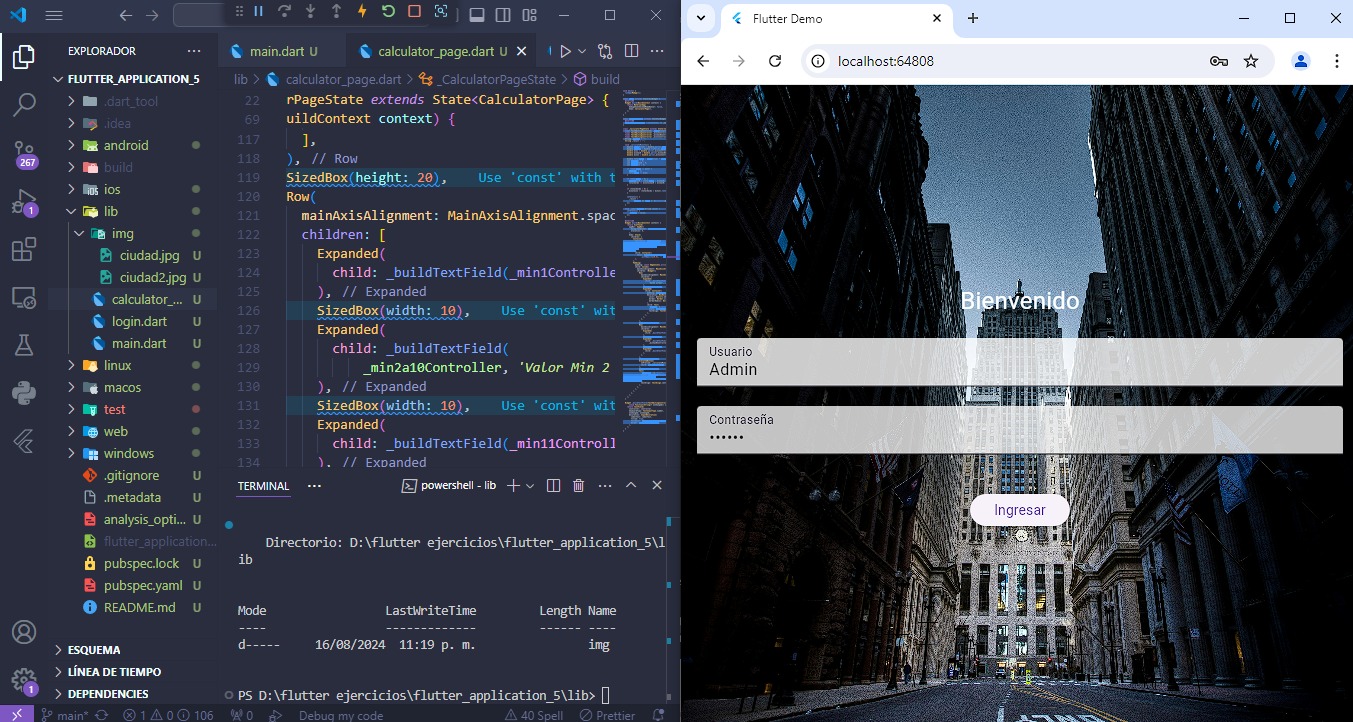 main.dart U
calculator_page.dart U
EXPLORADOR
FLUTTER_APPLICATION_5
.dart_tool
.idea
android
build
ios
lib
img
ciudad.jpg U
ciudad2.jpg U
calculator_... U
login.dart U
main.dart U
linux
macos
test
web
windows
.gitignore U
.metadata U
analysis_opti... U
flutter_application...
pubspec.lock U
pubspec.yaml U
README.md U
ESQUEMA
LÍNEA DE TIEMPO
DEPENDENCIES
267
1
1
lib > calculator_page.dart > _CalculatorPageState > build
22 rPageState extends State<CalculatorPage> {
69 uildContext context) {
117 ],
118 ), // Row
119 SizedBox(height: 20), Use 'const' with t
120 Row(
121 mainAxisAlignment: MainAxisAlignment.spac
122 children: [
123 Expanded(
124 child: _buildTextField(_min1Controlle
125 ), // Expanded
126 SizedBox(width: 10), Use 'const' wit
127 Expanded(
128 child: _buildTextField(
129 _min2a10Controller, 'Valor Min 2
130 ), // Expanded
131 SizedBox(width: 10), Use 'const' wit
132 Expanded(
133 child: _buildTextField(_min11Controll
134 ), // Expanded
TERMINAL
powershell - lib
Directorio: D:\flutter ejercicios\flutter_application_5\l
ib
Mode LastWriteTime Length Name
---- ------------- ------ ----
d----- 16/08/2024 11:19 p. m. img
PS D:\flutter ejercicios\flutter_application_5\lib>
main* 1 0 106 0 Debug my code 40 Spell Prettier
Flutter Demo
localhost:64808
Bienvenido
Usuario
Admin
Contraseña
••••••
Ingresar
ONLY